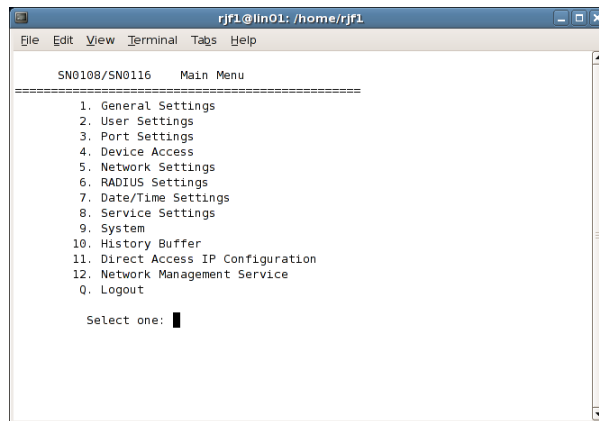 rjf1@lin01: /home/rjf1
File Edit View Terminal Tabs Help
SN0108/SN0116 Main Menu
================================================
1. General Settings
2. User Settings
3. Port Settings
4. Device Access
5. Network Settings
6. RADIUS Settings
7. Date/Time Settings
8. Service Settings
9. System
10. History Buffer
11. Direct Access IP Configuration
12. Network Management Service
Q. Logout
Select one: